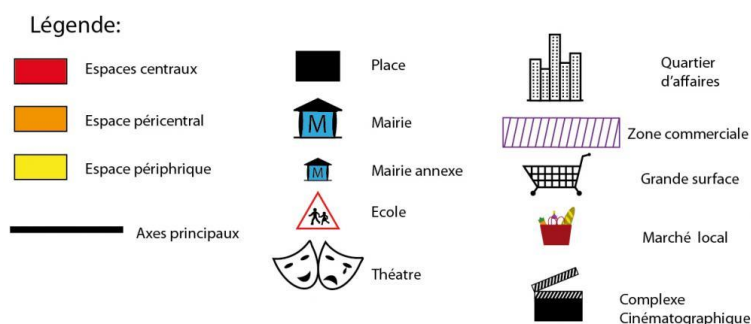 Légende:
Espaces centraux
Espace péricentral
Espace périphrique
Axes principaux
Place
M
Mairie
M
Mairie annexe
Ecole
Théatre
Quartier
d'affaires
Zone commerciale
Grande surface
Marché local
Complexe
Cinématographique